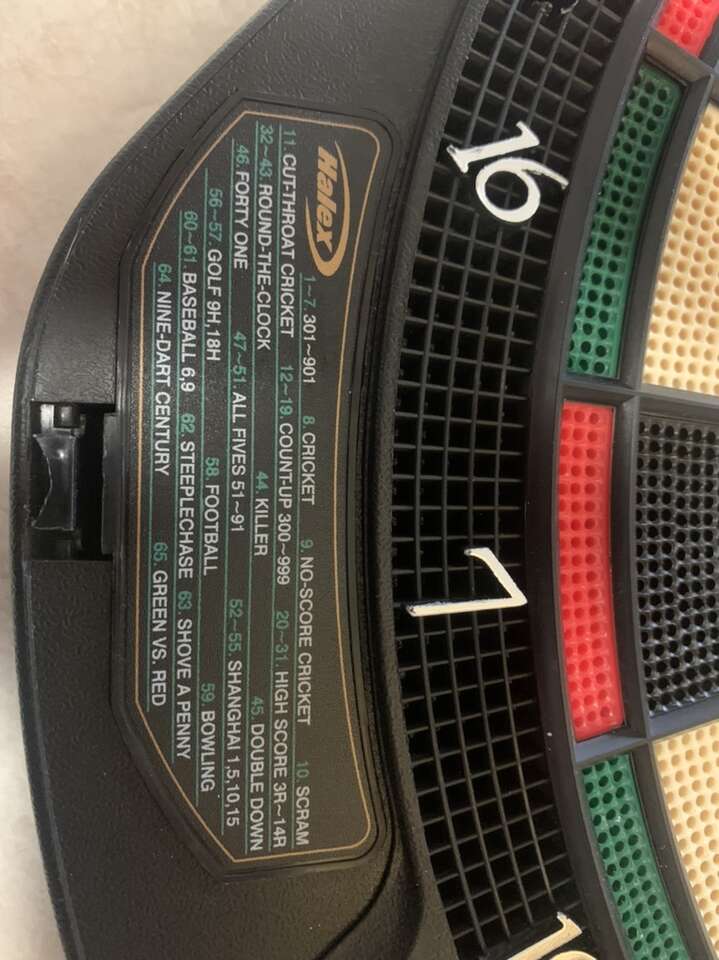 Halex
1~7. 301~901 8. CRICKET 9. NO-SCORE CRICKET 10. SCRAM
11. CUT-THROAT CRICKET 12~19. COUNT-UP 300~999 20~31. HIGH SCORE 3R~14R
32~43. ROUND-THE-CLOCK 44. KILLER 45. DOUBLE DOWN
46. FORTY ONE 47~51. ALL FIVES 51~91 52~55. SHANGHAI 1,5,10,15
56~57. GOLF 9H,18H 58. FOOTBALL 59. BOWLING
60~61. BASEBALL 6,9 62. STEEPLECHASE 63. SHOVE A PENNY
64. NINE-DART CENTURY 65. GREEN VS. RED
16
7